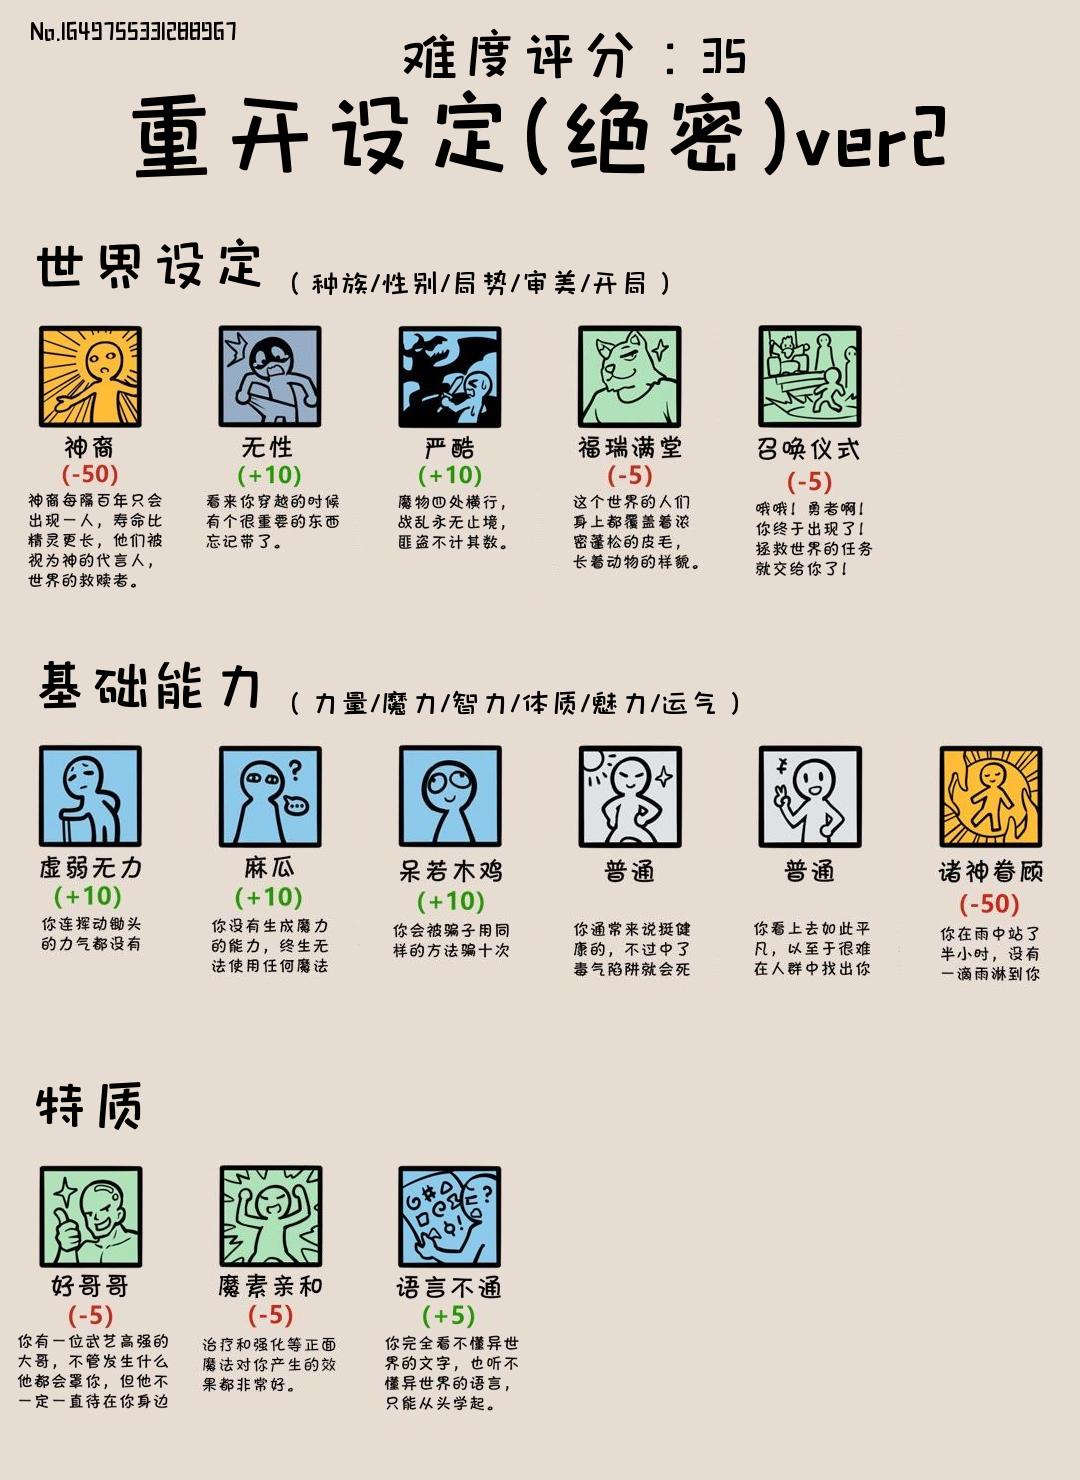 No.1649755331288967
难度评分：35
重开设定(绝密)ver2
世界设定（种族/性别/局势/审美/开局）
神裔
(-50)
神裔每隔百年只会
出现一人，寿命比
精灵更长，他们被
视为神的代言人，
世界的救赎者。
无性
(+10)
看来你穿越的时候
有个很重要的东西
忘记带了。
严酷
(+10)
魔物四处横行，
战乱永无止境，
匪盗不计其数。
福瑞满堂
(-5)
这个世界的人们
身上都覆盖着浓
密蓬松的皮毛，
长着动物的样貌。
召唤仪式
(-5)
哦哦！勇者啊！
你终于出现了！
拯救世界的任务
就交给你了！
基础能力（力量/魔力/智力/体质/魅力/运气）
虚弱无力
(+10)
你连挥动锄头
的力气都没有
麻瓜
(+10)
你没有生成魔力
的能力，终生无
法使用任何魔法
呆若木鸡
(+10)
你会被骗子用同
样的方法骗十次
普通
你通常来说挺健
康的，不过中了
毒气陷阱就会死
普通
你看上去如此平
凡，以至于很难
在人群中找出你
诸神眷顾
(-50)
你在雨中站了
半小时，没有
一滴雨淋到你
特质
好哥哥
(-5)
你有一位武艺高强的
大哥，不管发生什么
他都会罩你，但他不
一定一直待在你身边
魔素亲和
(-5)
治疗和强化等正面
魔法对你产生的效
果都非常好。
语言不通
(+5)
你完全看不懂异世
界的文字，也听不
懂异世界的语言，
只能从头学起。